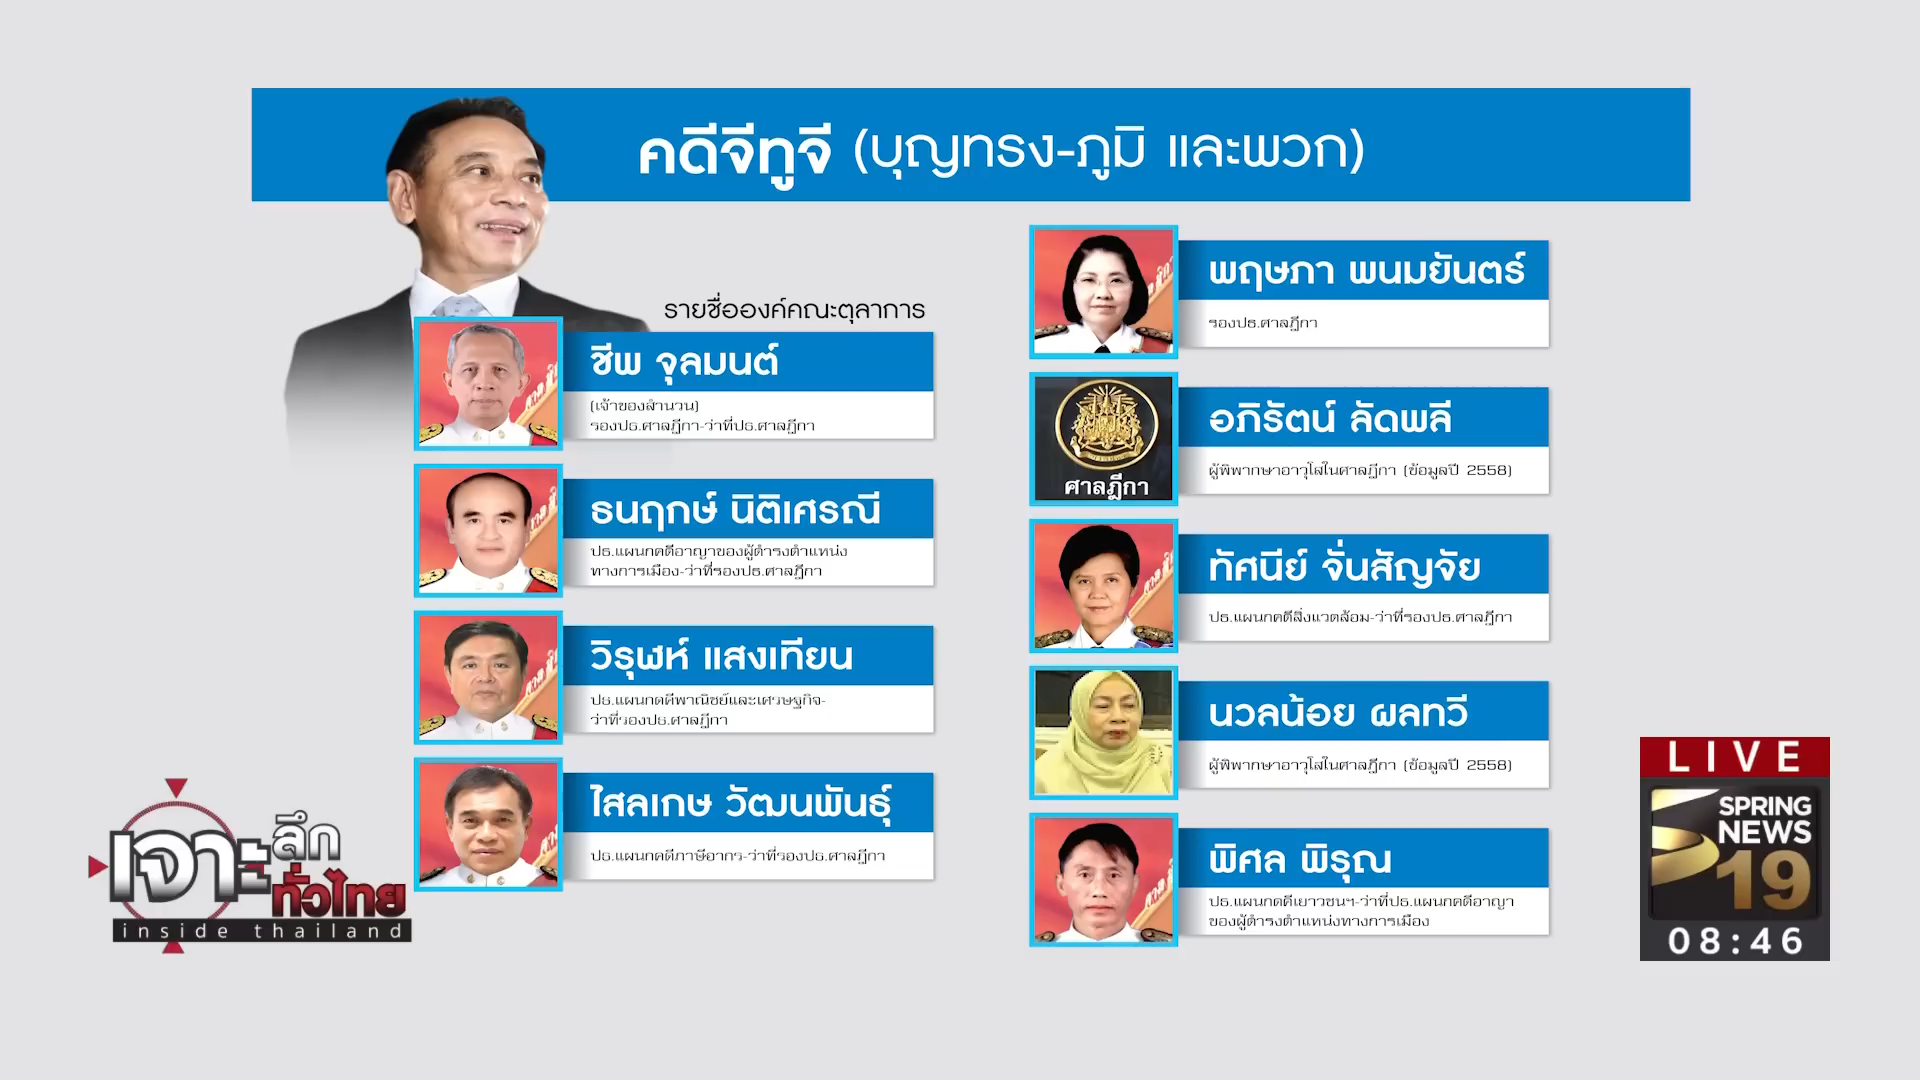 คดีจีทูจี (บุญทรง-ภูมิ และพวก)
รายชื่อองค์คณะตุลาการ
ชีพ จุลมนต์
(เจ้าของสำนวน)
รองปธ.ศาลฎีกา-ว่าที่ปธ.ศาลฎีกา
ธนฤกษ์ นิติเศรณี
ปธ.แผนกคดีอาญาของผู้ดำรงตำแหน่ง
ทางการเมือง-ว่าที่รองปธ.ศาลฎีกา
วิรุฬห์ แสงเทียน
ปธ.แผนกคดีพาณิชย์และเศรษฐกิจ-
ว่าที่รองปธ.ศาลฎีกา
ไสลเกษ วัฒนพันธุ์
ปธ.แผนกคดีภาษีอากร-ว่าที่รองปธ.ศาลฎีกา
พฤษภา พนมยันตร์
รองปธ.ศาลฎีกา
ศาลฎีกา
อภิรัตน์ ลัดพลี
ผู้พิพากษาอาวุโสในศาลฎีกา (ข้อมูลปี 2558)
ทัศนีย์ จั่นสัญจัย
ปธ.แผนกคดีสิ่งแวดล้อม-ว่าที่รองปธ.ศาลฎีกา
นวลน้อย ผลทวี
ผู้พิพากษาอาวุโสในศาลฎีกา (ข้อมูลปี 2558)
พิศล พิรุณ
ปธ.แผนกคดีเยาวชนฯ-ว่าที่ปธ.แผนกคดีอาญา
ของผู้ดำรงตำแหน่งทางการเมือง
เจาะลึก
ทั่วไทย
inside thailand
LIVE
SPRING
NEWS
19
08:46